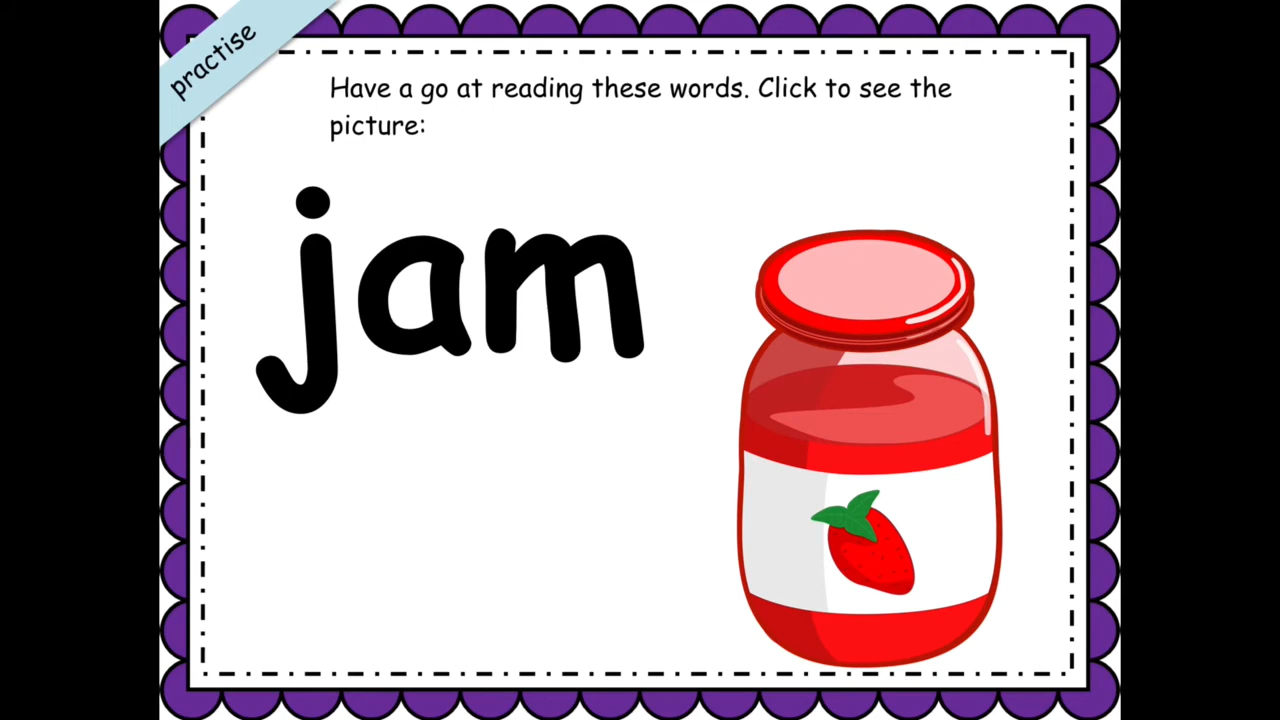 practise
Have a go at reading these words. Click to see the
picture:
jam